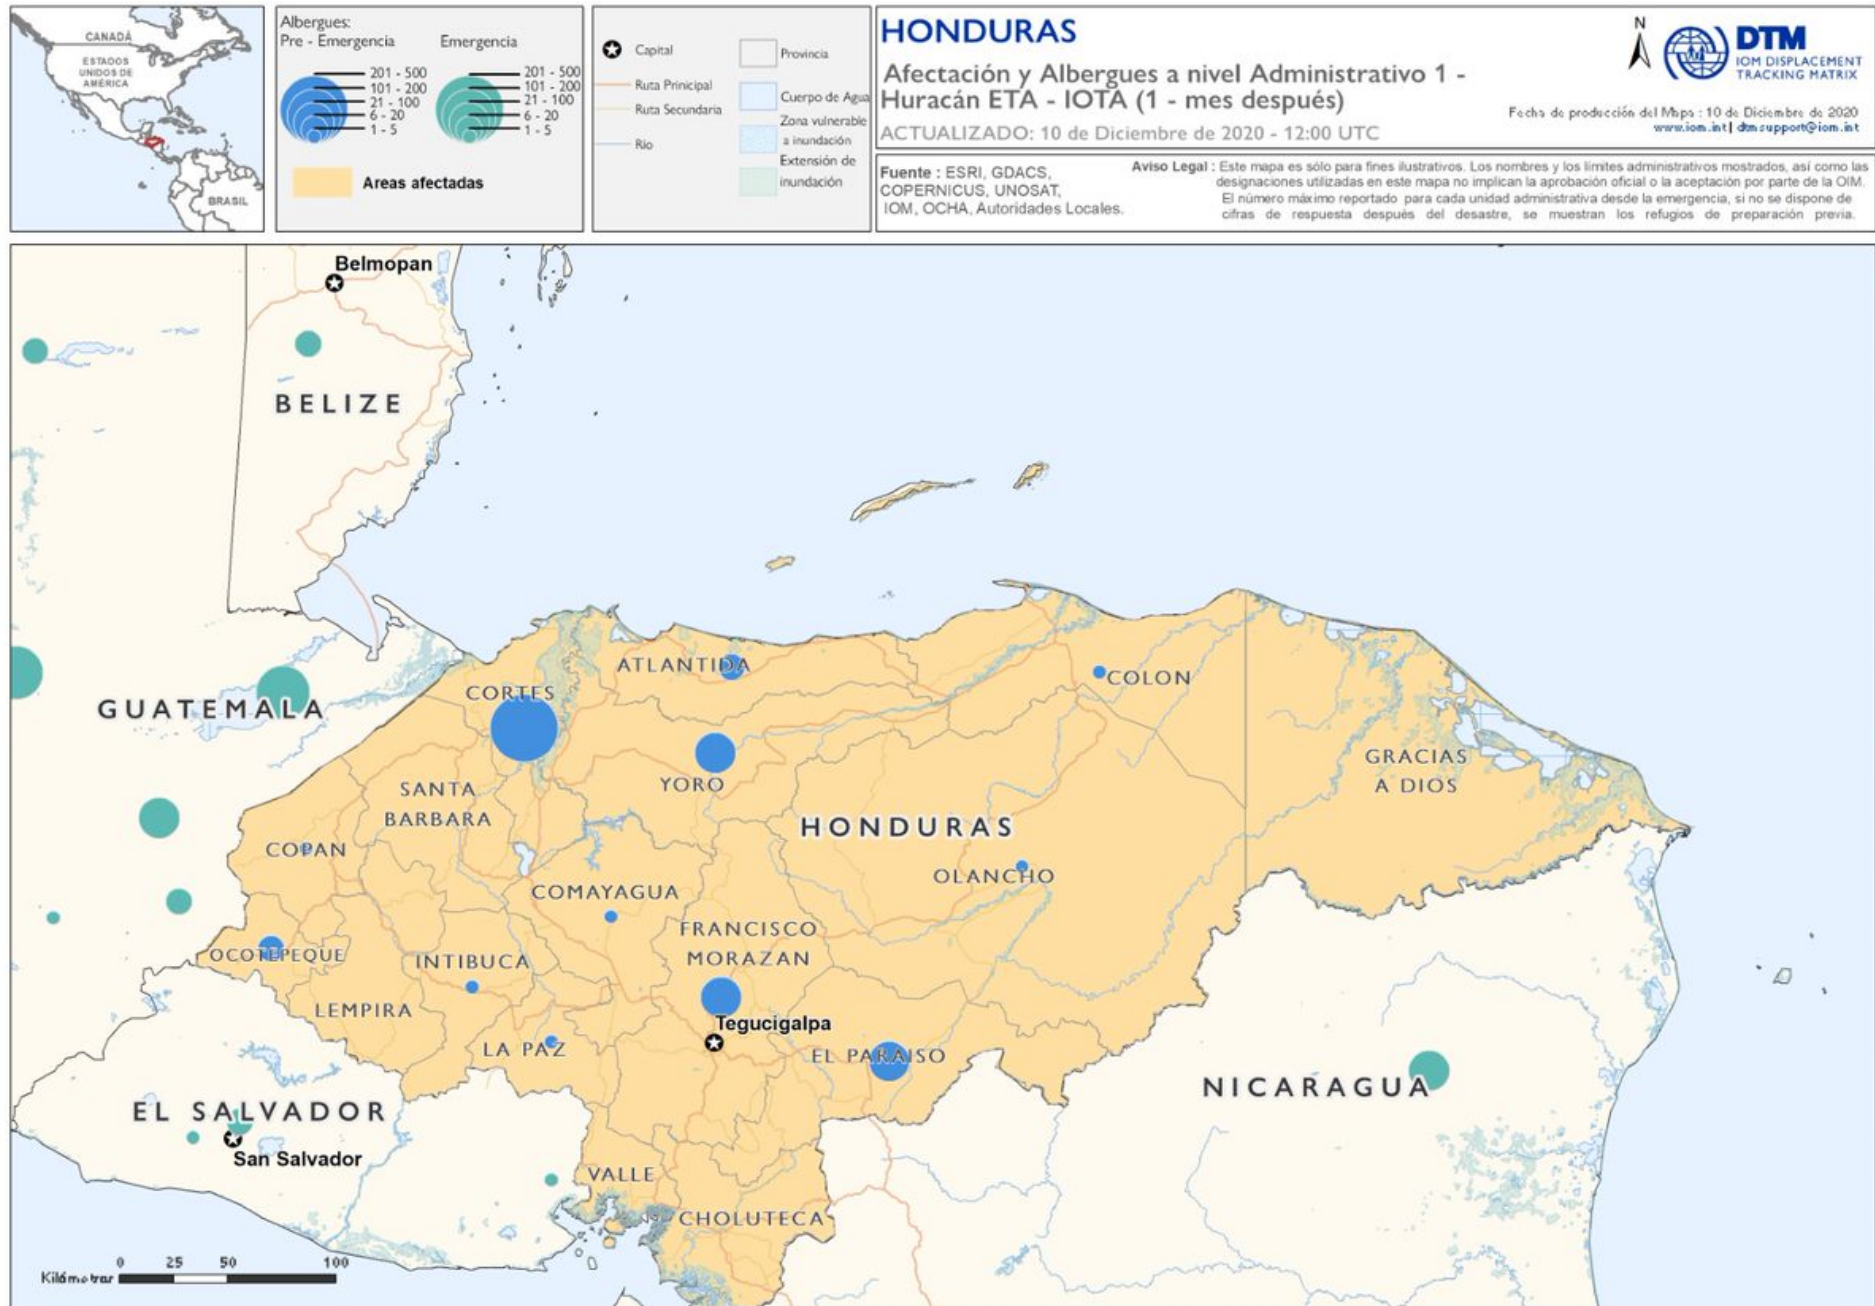 CANADÁ
ESTADOS
UNIDOS DE
AMÉRICA
BRASIL
Albergues:
Pre - Emergencia
Emergencia
201 - 500
101 - 200
21 - 100
6 - 20
1 - 5
201 - 500
101 - 200
21 - 100
6 - 20
1 - 5
Areas afectadas
Capital
Ruta Prinicipal
Ruta Secundaria
Río
Provincia
Cuerpo de Agua
Zona vulnerable
a inundación
Extensión de
inundación
HONDURAS
Afectación y Albergues a nivel Administrativo 1 -
Huracán ETA - IOTA (1 - mes después)
ACTUALIZADO: 10 de Diciembre de 2020 - 12:00 UTC
N
DTM
IOM DISPLACEMENT
TRACKING MATRIX
Fecha de producción del Mapa : 10 de Diciembre de 2020
www.iom.int| dtmsupport@iom.int
Fuente : ESRI, GDACS,
COPERNICUS, UNOSAT,
IOM, OCHA, Autoridades Locales.
Aviso Legal : Este mapa es sólo para fines ilustrativos. Los nombres y los límites administrativos mostrados, así como las
designaciones utilizadas en este mapa no implican la aprobación oficial o la aceptación por parte de la OIM.
El número máximo reportado para cada unidad administrativa desde la emergencia, si no se dispone de
cifras de respuesta después del desastre, se muestran los refugios de preparación previa.
Belmopan
BELIZE
GUATEMALA
ATLANTIDA
CORTES
COLON
GRACIAS
A DIOS
YORO
SANTA
BARBARA
HONDURAS
COPAN
OLANCHO
COMAYAGUA
FRANCISCO
MORAZAN
OCOTEPEQUE
INTIBUCA
LEMPIRA
Tegucigalpa
LA PAZ
EL PARAISO
NICARAGUA
EL SALVADOR
San Salvador
VALLE
CHOLUTECA
Kilómetrar
0 25 50 100